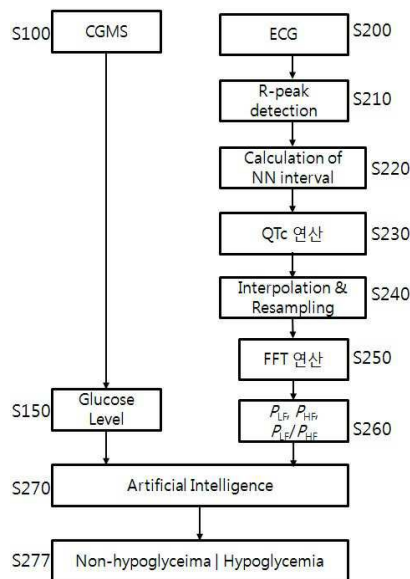 S100
CGMS
ECG
S200
R-peak
detection
S210
Calculation of
NN interval
S220
QTc 연산
S230
Interpolation &
Resampling
S240
FFT 연산
S250
S150
Glucose
Level
P_LF, P_HF,
P_LF/ P_HF
S260
S270
Artificial Intelligence
S277
Non-hypoglyceima | Hypoglycemia